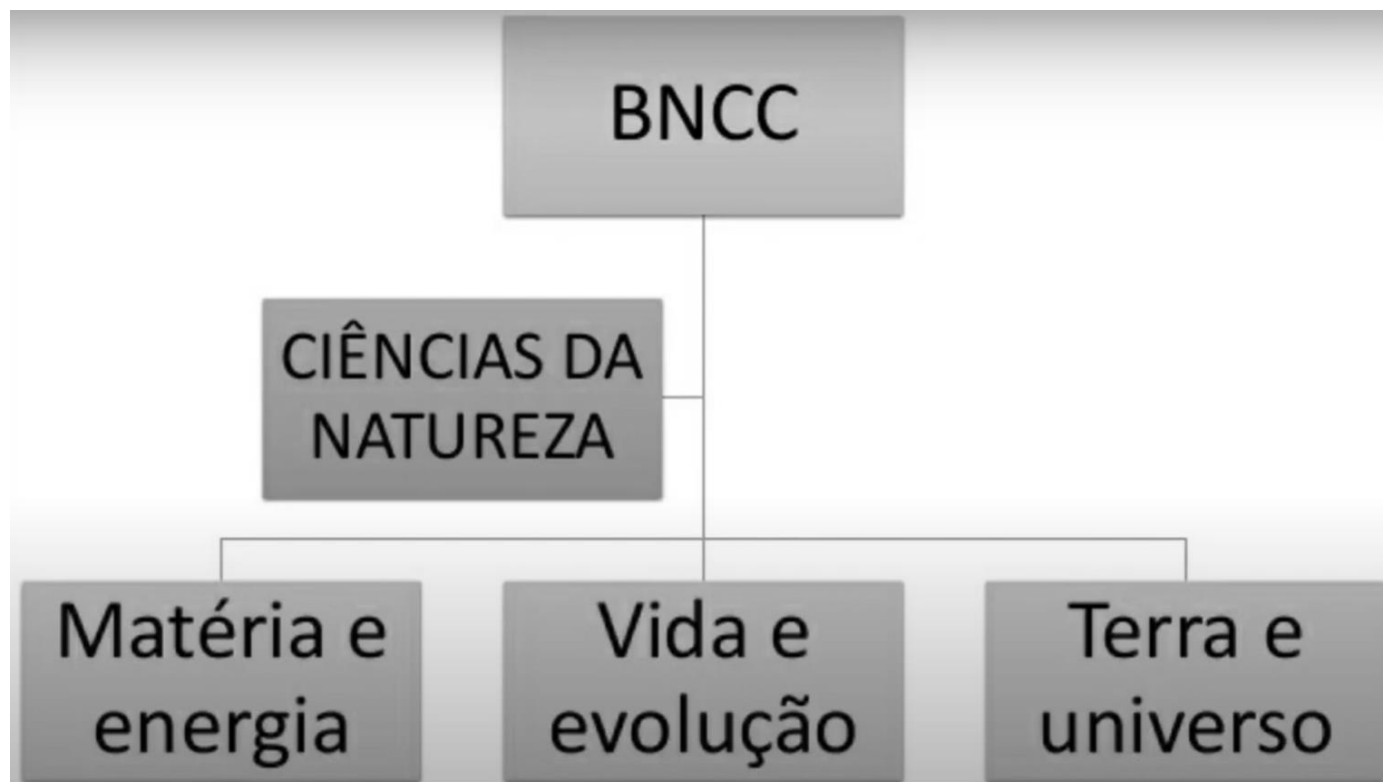 BNCC
CIÊNCIAS DA
NATUREZA
Matéria e
energia
Vida e
evolução
Terra e
universo